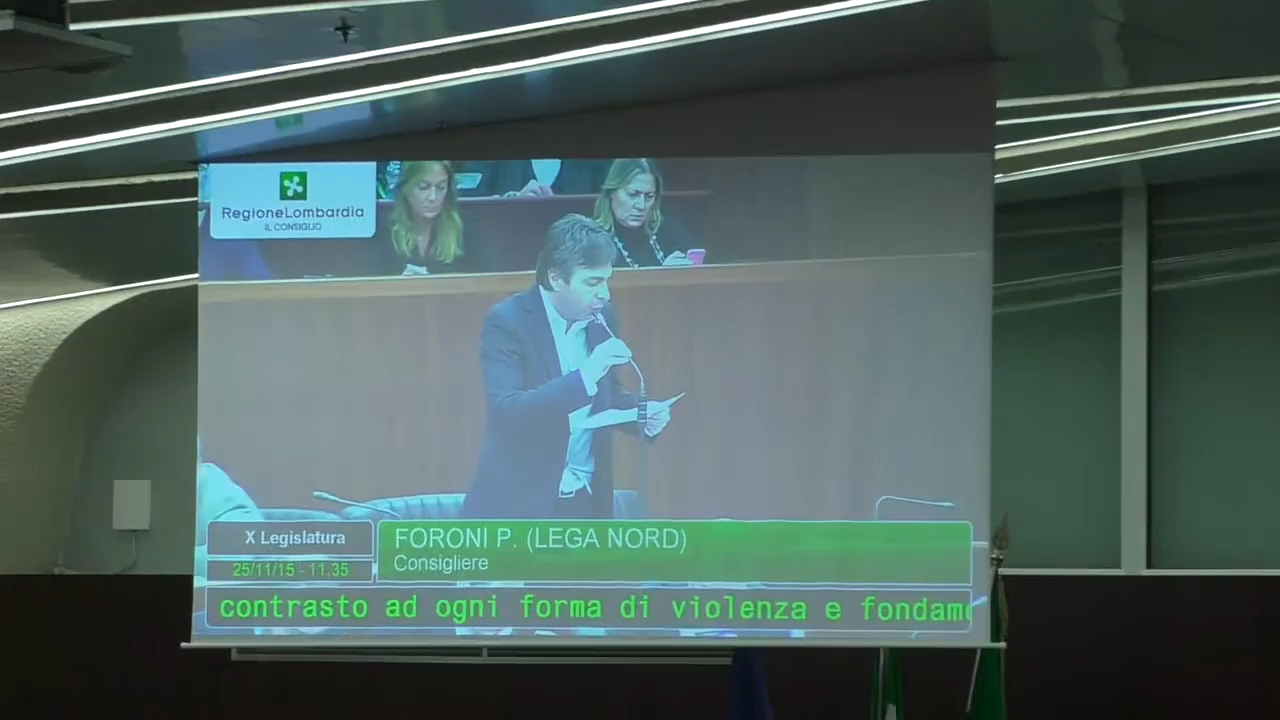 RegioneLombardia
IL CONSIGLIO
X Legislatura
FORONI P. (LEGA NORD)
25/11/15 - 11.35
Consigliere
contrasto ad ogni forma di violenza e fondam